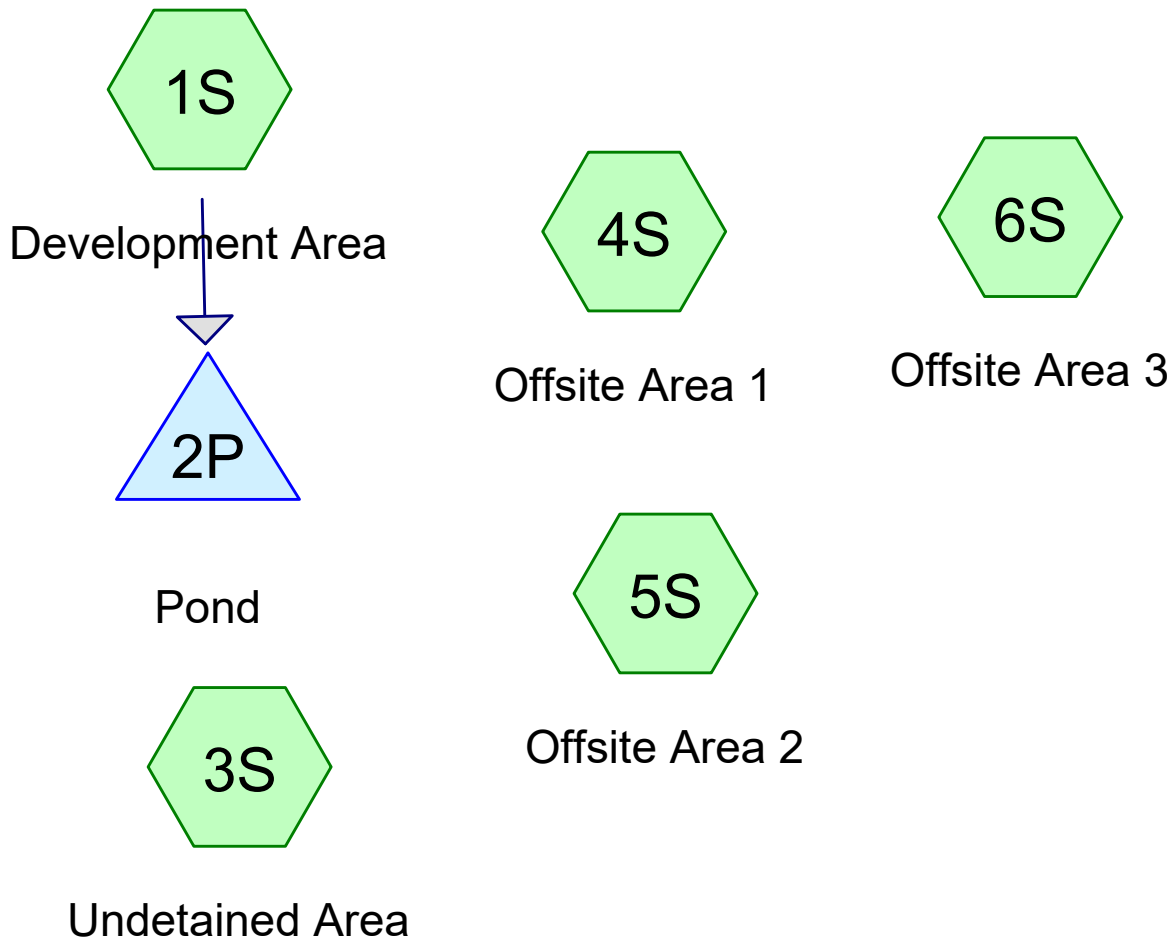 1S
Development Area
2P
Pond
3S
Undetained Area
4S
Offsite Area 1
5S
Offsite Area 2
6S
Offsite Area 3